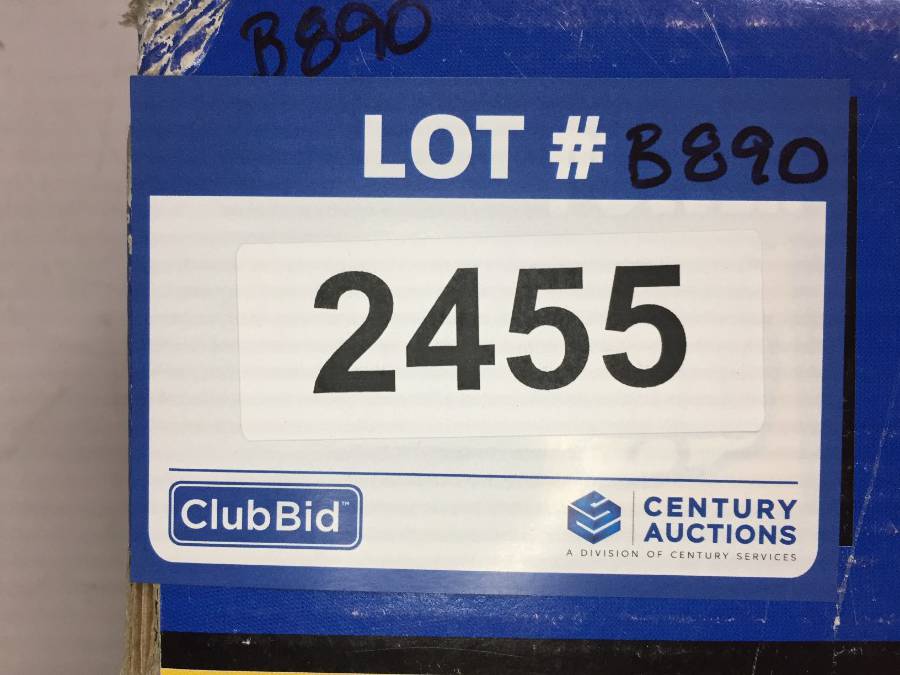 B890
LOT # B890
2455
ClubBid™
CENTURY
AUCTIONS
A DIVISION OF CENTURY SERVICES